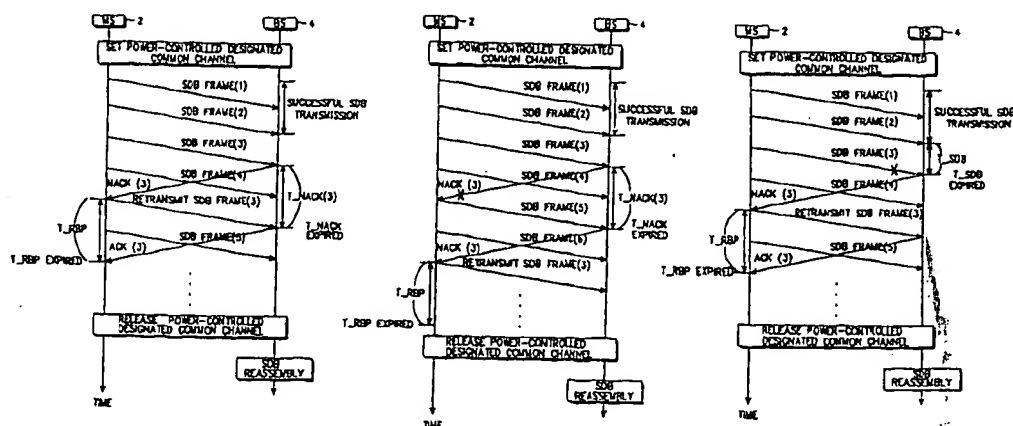 MS 2
BS 4
SET POWER-CONTROLLED DESIGNATED
COMMON CHANNEL
SDB FRAME(1)
SDB FRAME(2)
SUCCESSFUL SDB
TRANSMISSION
SDB FRAME(3)
SDB FRAME(4)
NACK (3)
T_NACK(3)
RETRANSMIT SDB FRAME(3)
T_RBP
T_NACK
EXPIRED
SDB FRAME(5)
ACK (3)
T_RBP EXPIRED
RELEASE POWER-CONTROLLED
DESIGNATED COMMON CHANNEL
SDB
REASSEMBLY
TIME
MS 2
BS 4
SET POWER-CONTROLLED DESIGNATED
COMMON CHANNEL
SDB FRAME(1)
SDB FRAME(2)
SUCCESSFUL SDB
TRANSMISSION
SDB FRAME(3)
SDB FRAME(4)
NACK (3)
T_NACK(3)
SDB FRAME(5)
T_NACK
EXPIRED
SDB FRAME(6)
NACK (3)
RETRANSMIT SDB FRAME(3)
T_RBP
T_RBP EXPIRED
RELEASE POWER-CONTROLLED
DESIGNATED COMMON CHANNEL
SDB
REASSEMBLY
TIME
MS 2
BS 4
SET POWER-CONTROLLED DESIGNATED
COMMON CHANNEL
SDB FRAME(1)
SDB FRAME(2)
SUCCESSFUL SDB
TRANSMISSION
SDB FRAME(3)
SDB
T_SDB
EXPIRED
SDB FRAME(4)
NACK (3)
RETRANSMIT SDB FRAME(3)
T_RBP
SDB FRAME(5)
T_RBP EXPIRED
ACK (3)
RELEASE POWER-CONTROLLED
DESIGNATED COMMON CHANNEL
SDB
REASSEMBLY
TIME